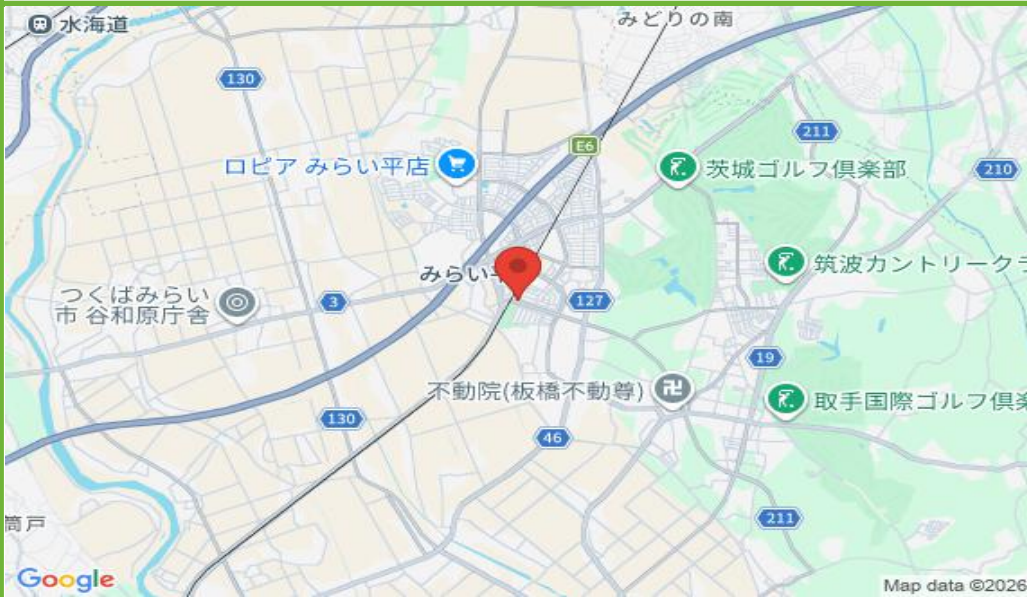 水海道
みどりの南
130
E6
211
ロピア みらい平店
茨城ゴルフ倶楽部
210
みらい平
筑波カントリークラ
つくばみらい
市 谷和原庁舎
3
127
19
不動院(板橋不動尊)
卍
取手国際ゴルフ倶楽
130
46
211
筒戸
Google
Map data ©2026